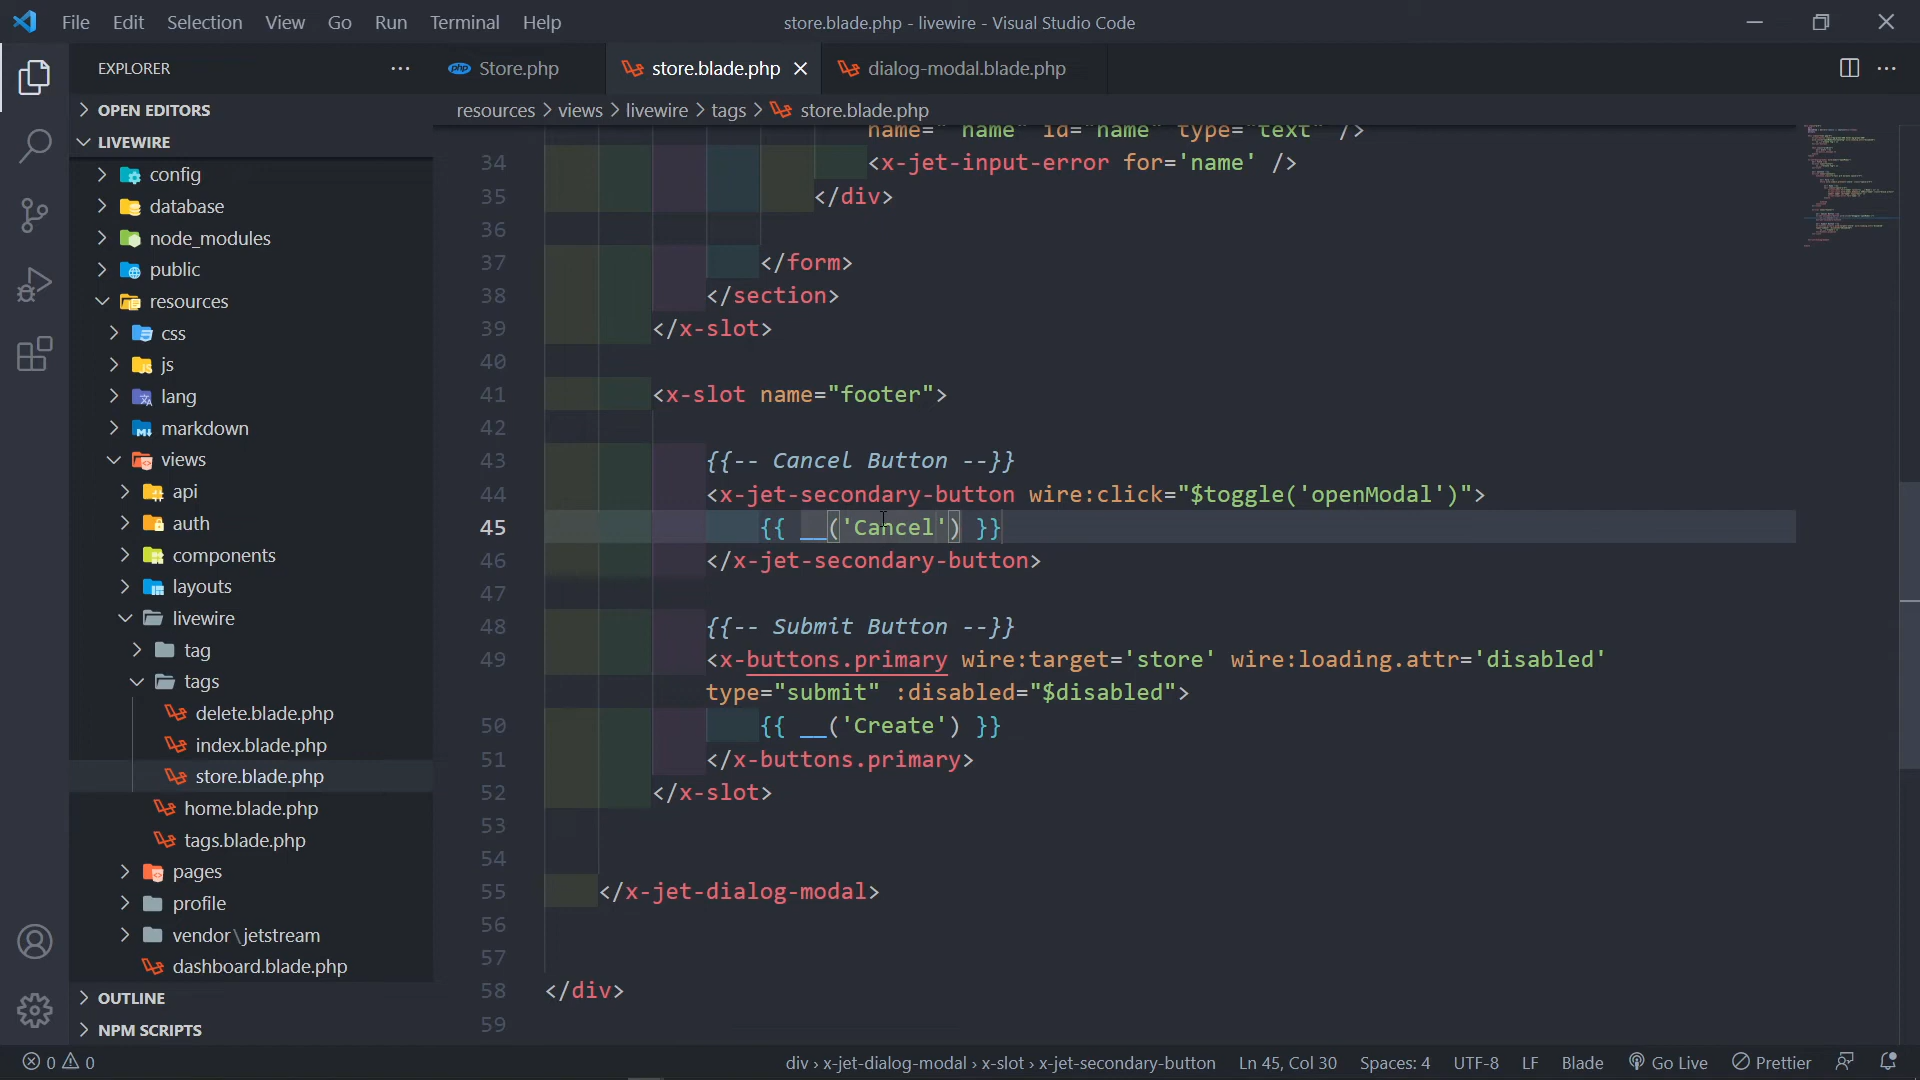 File Edit Selection View Go Run Terminal Help
store.blade.php - livewire - Visual Studio Code
EXPLORER
Store.php
store.blade.php
dialog-modal.blade.php
OPEN EDITORS
resources > views > livewire > tags > store.blade.php
LIVEWIRE
config
database
node_modules
public
resources
css
js
lang
markdown
views
api
auth
components
layouts
livewire
tag
tags
delete.blade.php
index.blade.php
store.blade.php
home.blade.php
tags.blade.php
pages
profile
vendor\jetstream
dashboard.blade.php
OUTLINE
NPM SCRIPTS
name=" name" id="name" type="text" />
34 <x-jet-input-error for='name' />
35 </div>
36
37 </form>
38 </section>
39 </x-slot>
40
41 <x-slot name="footer">
42
43 {{-- Cancel Button --}}
44 <x-jet-secondary-button wire:click="$toggle('openModal')">
45 {{ __('Cancel') }}
46 </x-jet-secondary-button>
47
48 {{-- Submit Button --}}
49 <x-buttons.primary wire:target='store' wire:loading.attr='disabled'
type="submit" :disabled="$disabled">
50 {{ __('Create') }}
51 </x-buttons.primary>
52 </x-slot>
53
54
55 </x-jet-dialog-modal>
56
57
58 </div>
59
0 0
div › x-jet-dialog-modal › x-slot › x-jet-secondary-button
Ln 45, Col 30
Spaces: 4
UTF-8
LF
Blade
Go Live
Prettier